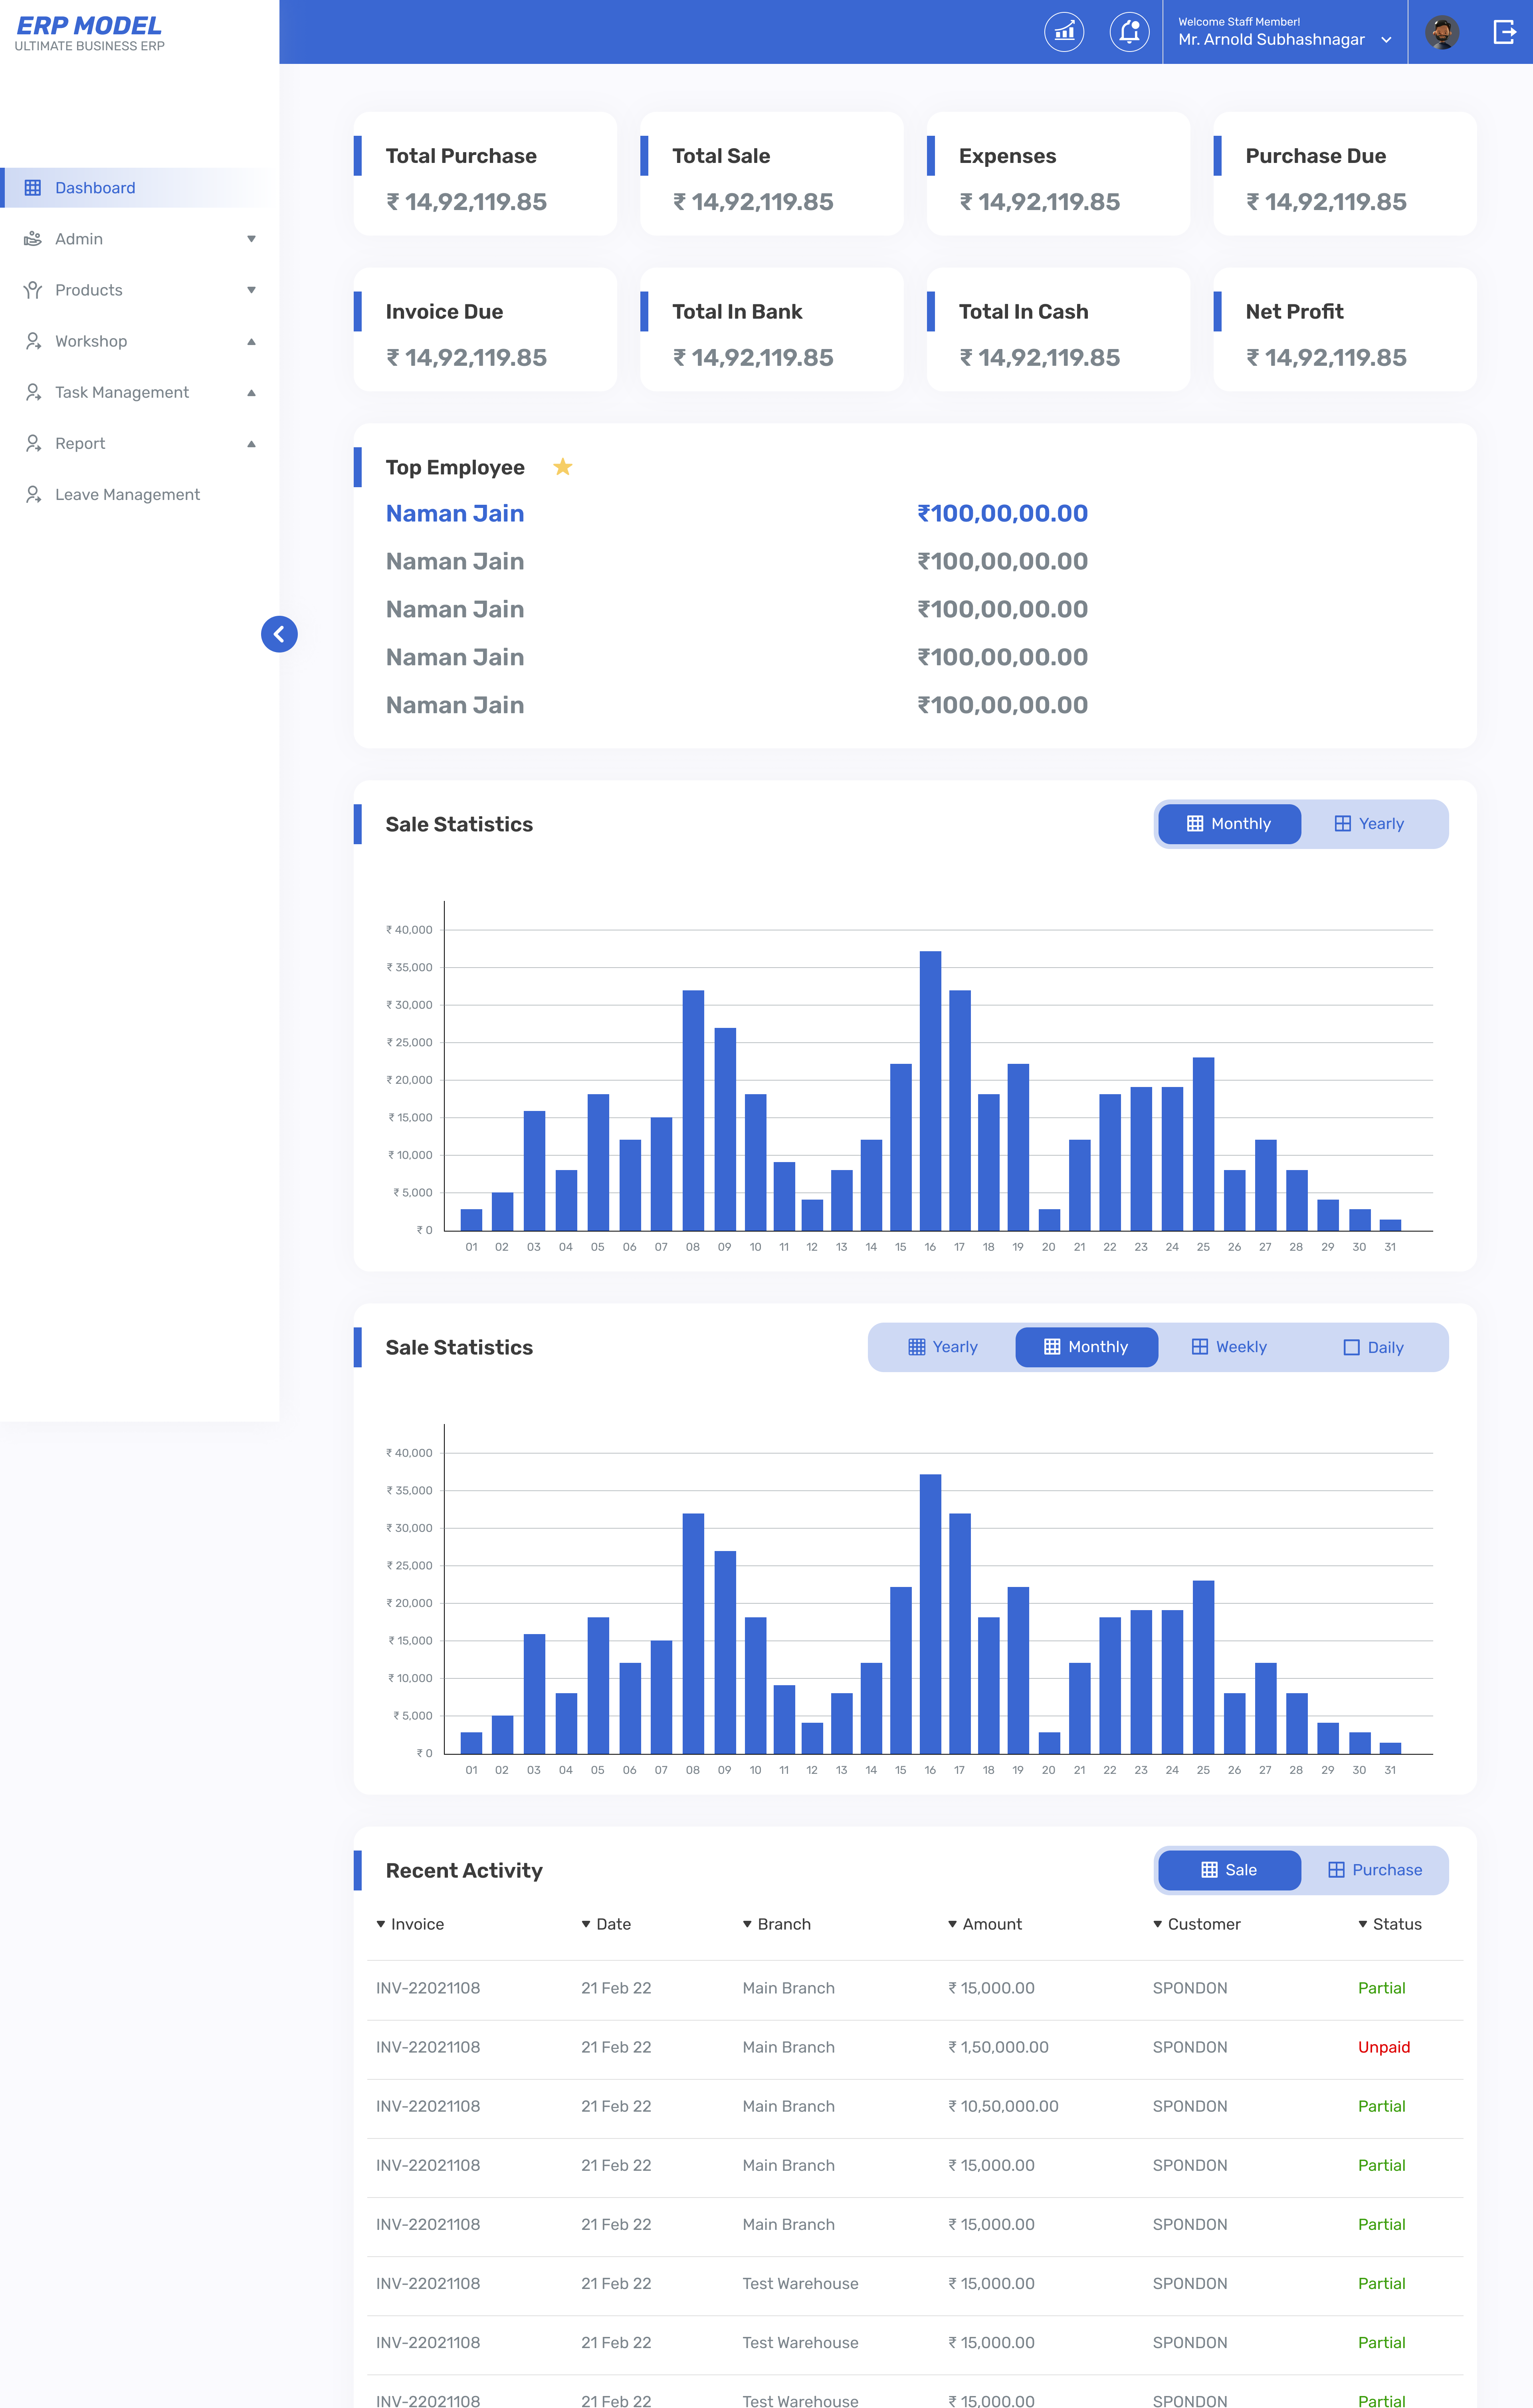 ERP MODEL
ULTIMATE BUSINESS ERP
Welcome Staff Member!
Mr. Arnold Subhashnagar
Dashboard
Admin
Products
Workshop
Task Management
Report
Leave Management
Total Purchase
₹ 14,92,119.85
Total Sale
₹ 14,92,119.85
Expenses
₹ 14,92,119.85
Purchase Due
₹ 14,92,119.85
Invoice Due
₹ 14,92,119.85
Total In Bank
₹ 14,92,119.85
Total In Cash
₹ 14,92,119.85
Net Profit
₹ 14,92,119.85
Top Employee
Naman Jain ₹100,00,00.00
Naman Jain ₹100,00,00.00
Naman Jain ₹100,00,00.00
Naman Jain ₹100,00,00.00
Naman Jain ₹100,00,00.00
Sale Statistics
Monthly Yearly
₹ 40,000
₹ 35,000
₹ 30,000
₹ 25,000
₹ 20,000
₹ 15,000
₹ 10,000
₹ 5,000
₹ 0
01 02 03 04 05 06 07 08 09 10 11 12 13 14 15 16 17 18 19 20 21 22 23 24 25 26 27 28 29 30 31
Sale Statistics
Yearly Monthly Weekly Daily
₹ 40,000
₹ 35,000
₹ 30,000
₹ 25,000
₹ 20,000
₹ 15,000
₹ 10,000
₹ 5,000
₹ 0
01 02 03 04 05 06 07 08 09 10 11 12 13 14 15 16 17 18 19 20 21 22 23 24 25 26 27 28 29 30 31
Recent Activity
Sale Purchase
Invoice Date Branch Amount Customer Status
INV-22021108 21 Feb 22 Main Branch ₹ 15,000.00 SPONDON Partial
INV-22021108 21 Feb 22 Main Branch ₹ 1,50,000.00 SPONDON Unpaid
INV-22021108 21 Feb 22 Main Branch ₹ 10,50,000.00 SPONDON Partial
INV-22021108 21 Feb 22 Main Branch ₹ 15,000.00 SPONDON Partial
INV-22021108 21 Feb 22 Main Branch ₹ 15,000.00 SPONDON Partial
INV-22021108 21 Feb 22 Test Warehouse ₹ 15,000.00 SPONDON Partial
INV-22021108 21 Feb 22 Test Warehouse ₹ 15,000.00 SPONDON Partial
INV-22021108 21 Feb 22 Test Warehouse ₹ 15,000.00 SPONDON Partial